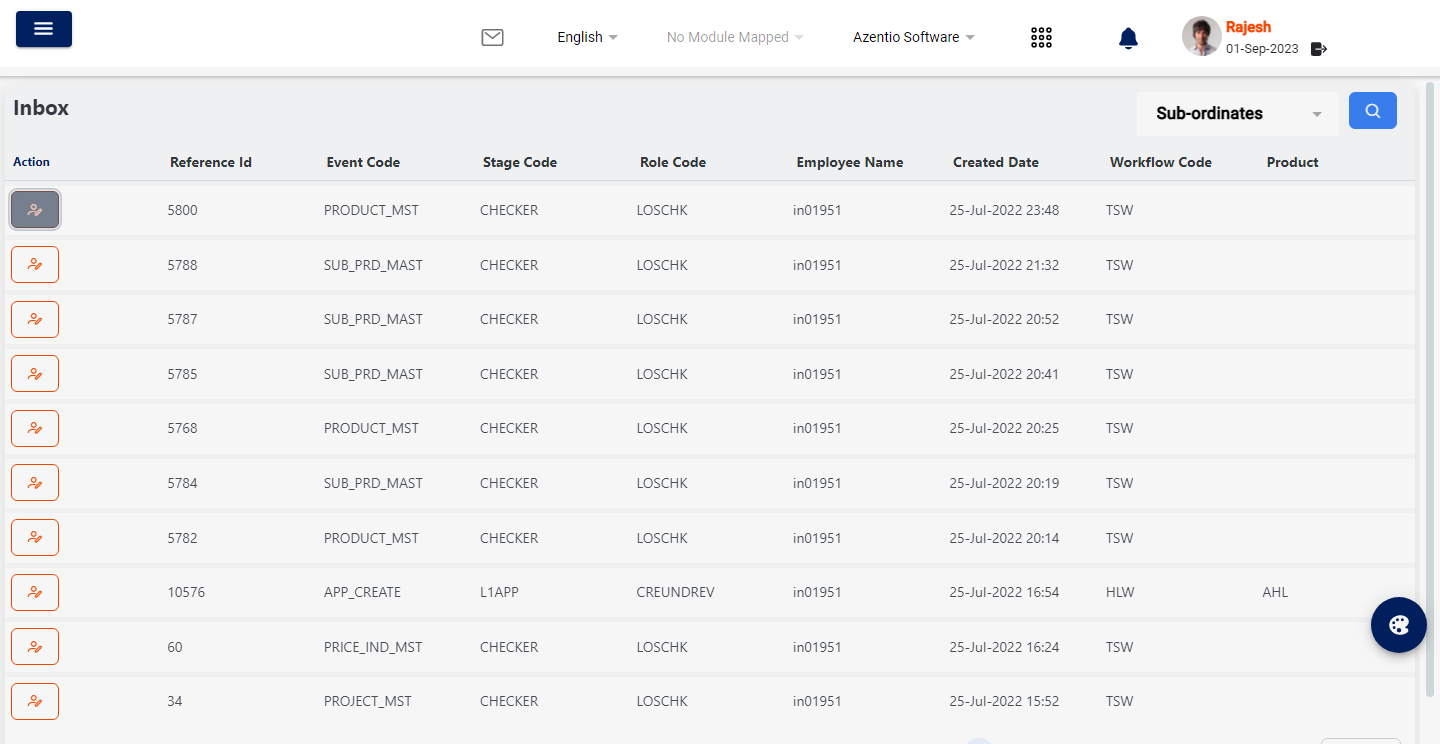 English No Module Mapped Azentio Software Rajesh
01-Sep-2023
Inbox Sub-ordinates
Action Reference Id Event Code Stage Code Role Code Employee Name Created Date Workflow Code Product
5800 PRODUCT_MST CHECKER LOSCHK in01951 25-Jul-2022 23:48 TSW
5788 SUB_PRD_MAST CHECKER LOSCHK in01951 25-Jul-2022 21:32 TSW
5787 SUB_PRD_MAST CHECKER LOSCHK in01951 25-Jul-2022 20:52 TSW
5785 SUB_PRD_MAST CHECKER LOSCHK in01951 25-Jul-2022 20:41 TSW
5768 PRODUCT_MST CHECKER LOSCHK in01951 25-Jul-2022 20:25 TSW
5784 SUB_PRD_MAST CHECKER LOSCHK in01951 25-Jul-2022 20:19 TSW
5782 PRODUCT_MST CHECKER LOSCHK in01951 25-Jul-2022 20:14 TSW
10576 APP_CREATE L1APP CREUNDREV in01951 25-Jul-2022 16:54 HLW AHL
60 PRICE_IND_MST CHECKER LOSCHK in01951 25-Jul-2022 16:24 TSW
34 PROJECT_MST CHECKER LOSCHK in01951 25-Jul-2022 15:52 TSW